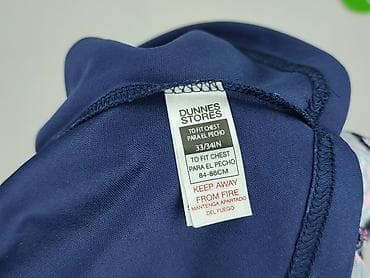 DUNNES
STORES
TO FIT CHEST
PARA EL PECHO
33/34IN
TO FIT CHEST
PARA EL PECHO
84-86CM
KEEP AWAY
FROM FIRE
MANTENGA APARTADO
DEL FUEGO